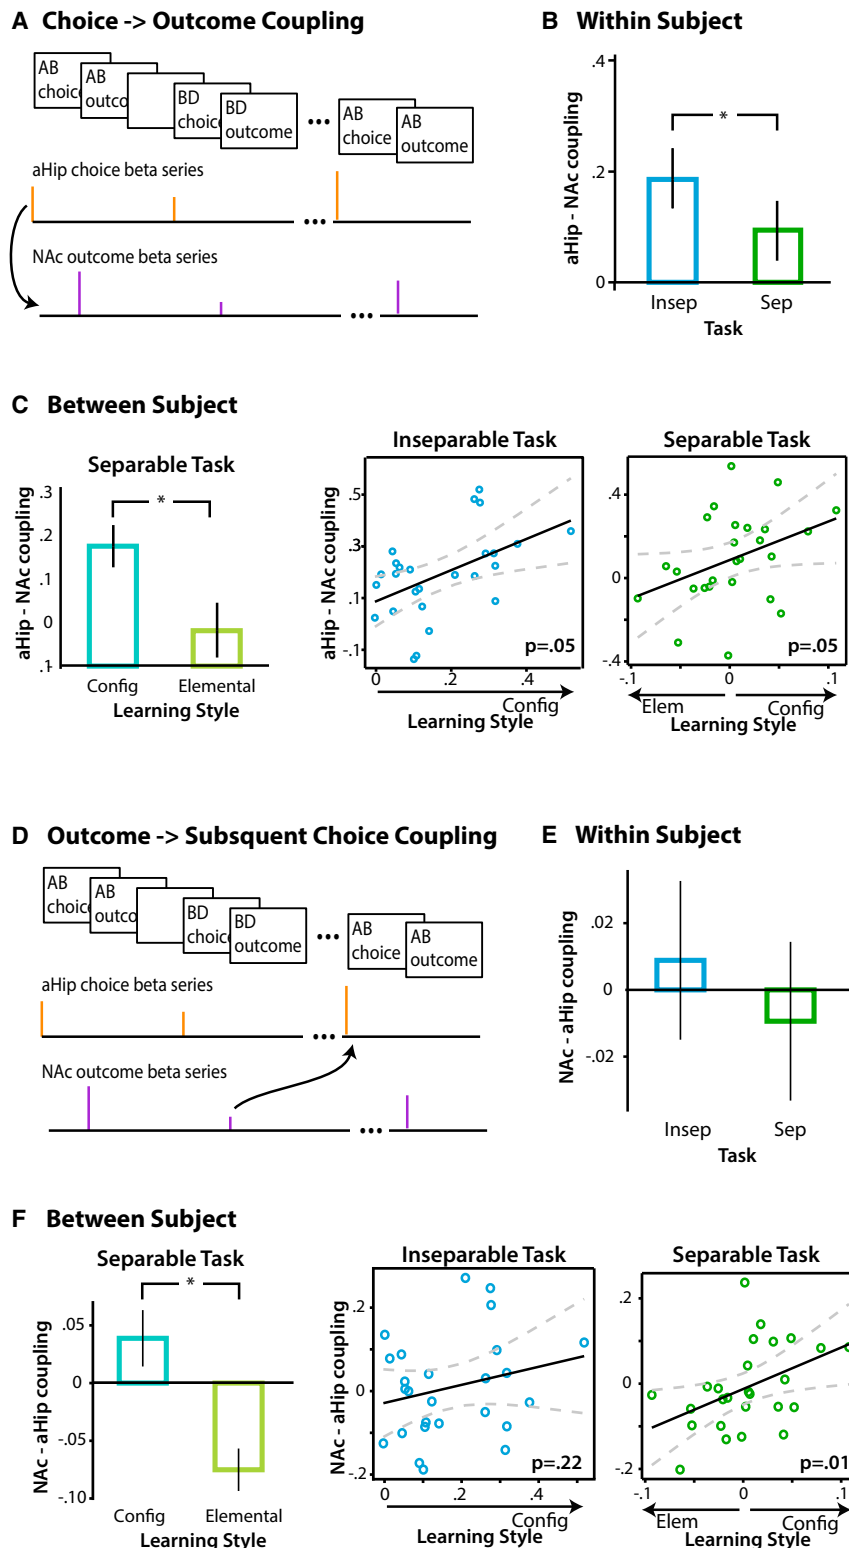 A Choice -> Outcome Coupling
AB
choic
AB
outco
BD
choic
BD
outcome
...
AB
choice
AB
outcome
aHip choice beta series
...
NAc outcome beta series
...
B Within Subject
aHip - NAc coupling
.4
.2
0
*
Insep Sep
Task
C Between Subject
Separable Task
aHip - NAc coupling
.3
.2
.1
0
.1
*
Config Elemental
Learning Style
Inseparable Task
aHip - NAc coupling
.5
.3
.1
-.1
p=.05
0 .2 .4
Config
Learning Style
Separable Task
.4
0
-.4
p=.05
-.1 0 .1
Elem Config
Learning Style
D Outcome -> Subsquent Choice Coupling
AB
choic
AB
outco
BD
choic
BD
outcome
...
AB
choice
AB
outcome
aHip choice beta series
...
NAc outcome beta series
...
E Within Subject
NAc - aHip coupling
.02
0
-.02
Insep Sep
Task
F Between Subject
Separable Task
NAc - aHip coupling
.05
0
-.05
-.10
*
Config Elemental
Learning Style
Inseparable Task
NAc - aHip coupling
.2
0
-.2
p=.22
0 .2 .4
Config
Learning Style
Separable Task
.2
0
-.2
p=.01
-.1 0 .1
Elem Config
Learning Style